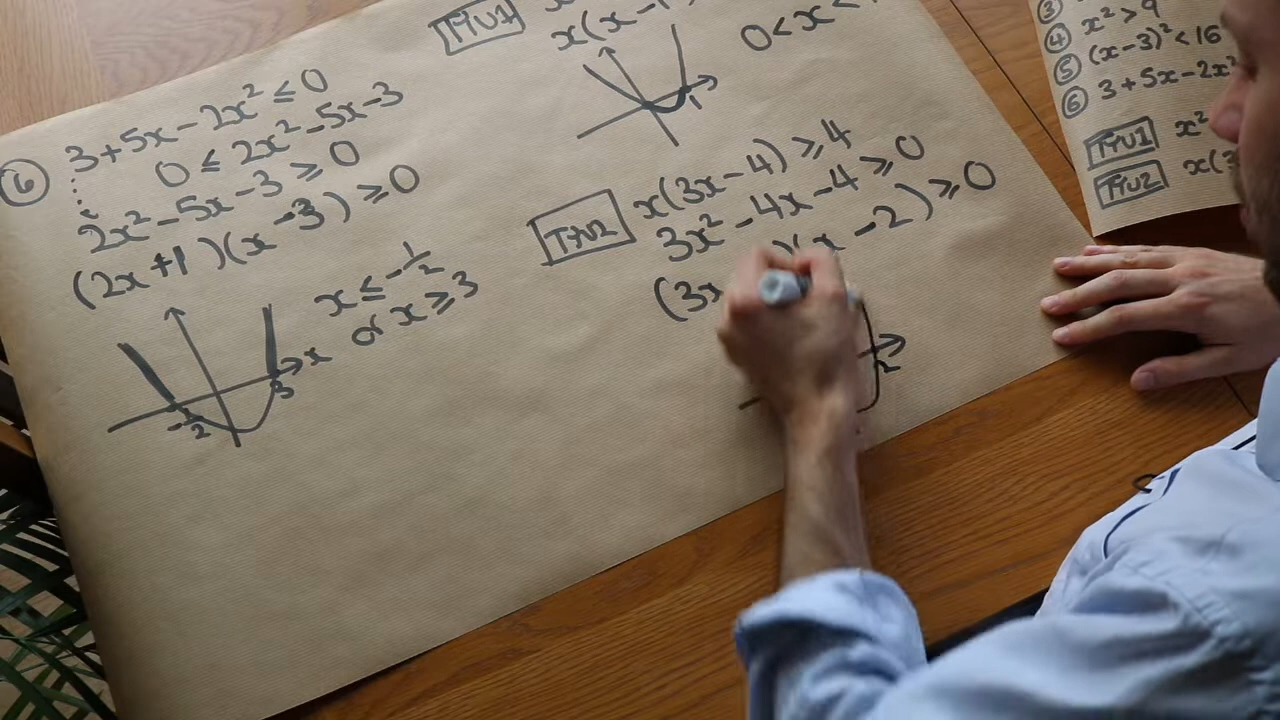 ⑥ 3+5x-2x² ≤ 0
0 ≤ 2x²-5x-3
2x²-5x-3 ≥ 0
(2x+1)(x-3) ≥ 0
x ≤ -1/2
or x ≥ 3
x
-1/2
3
TYU1
x(x-1
0<x<
1
TYU2 x(3x-4) ≥ 4
3x²-4x-4 ≥ 0
(3x )(x-2) ≥ 0
2
③
④ x²>9
⑤ (x-3)²<16
⑥ 3+5x-2x²
TYU1 x²
TYU2 x(3